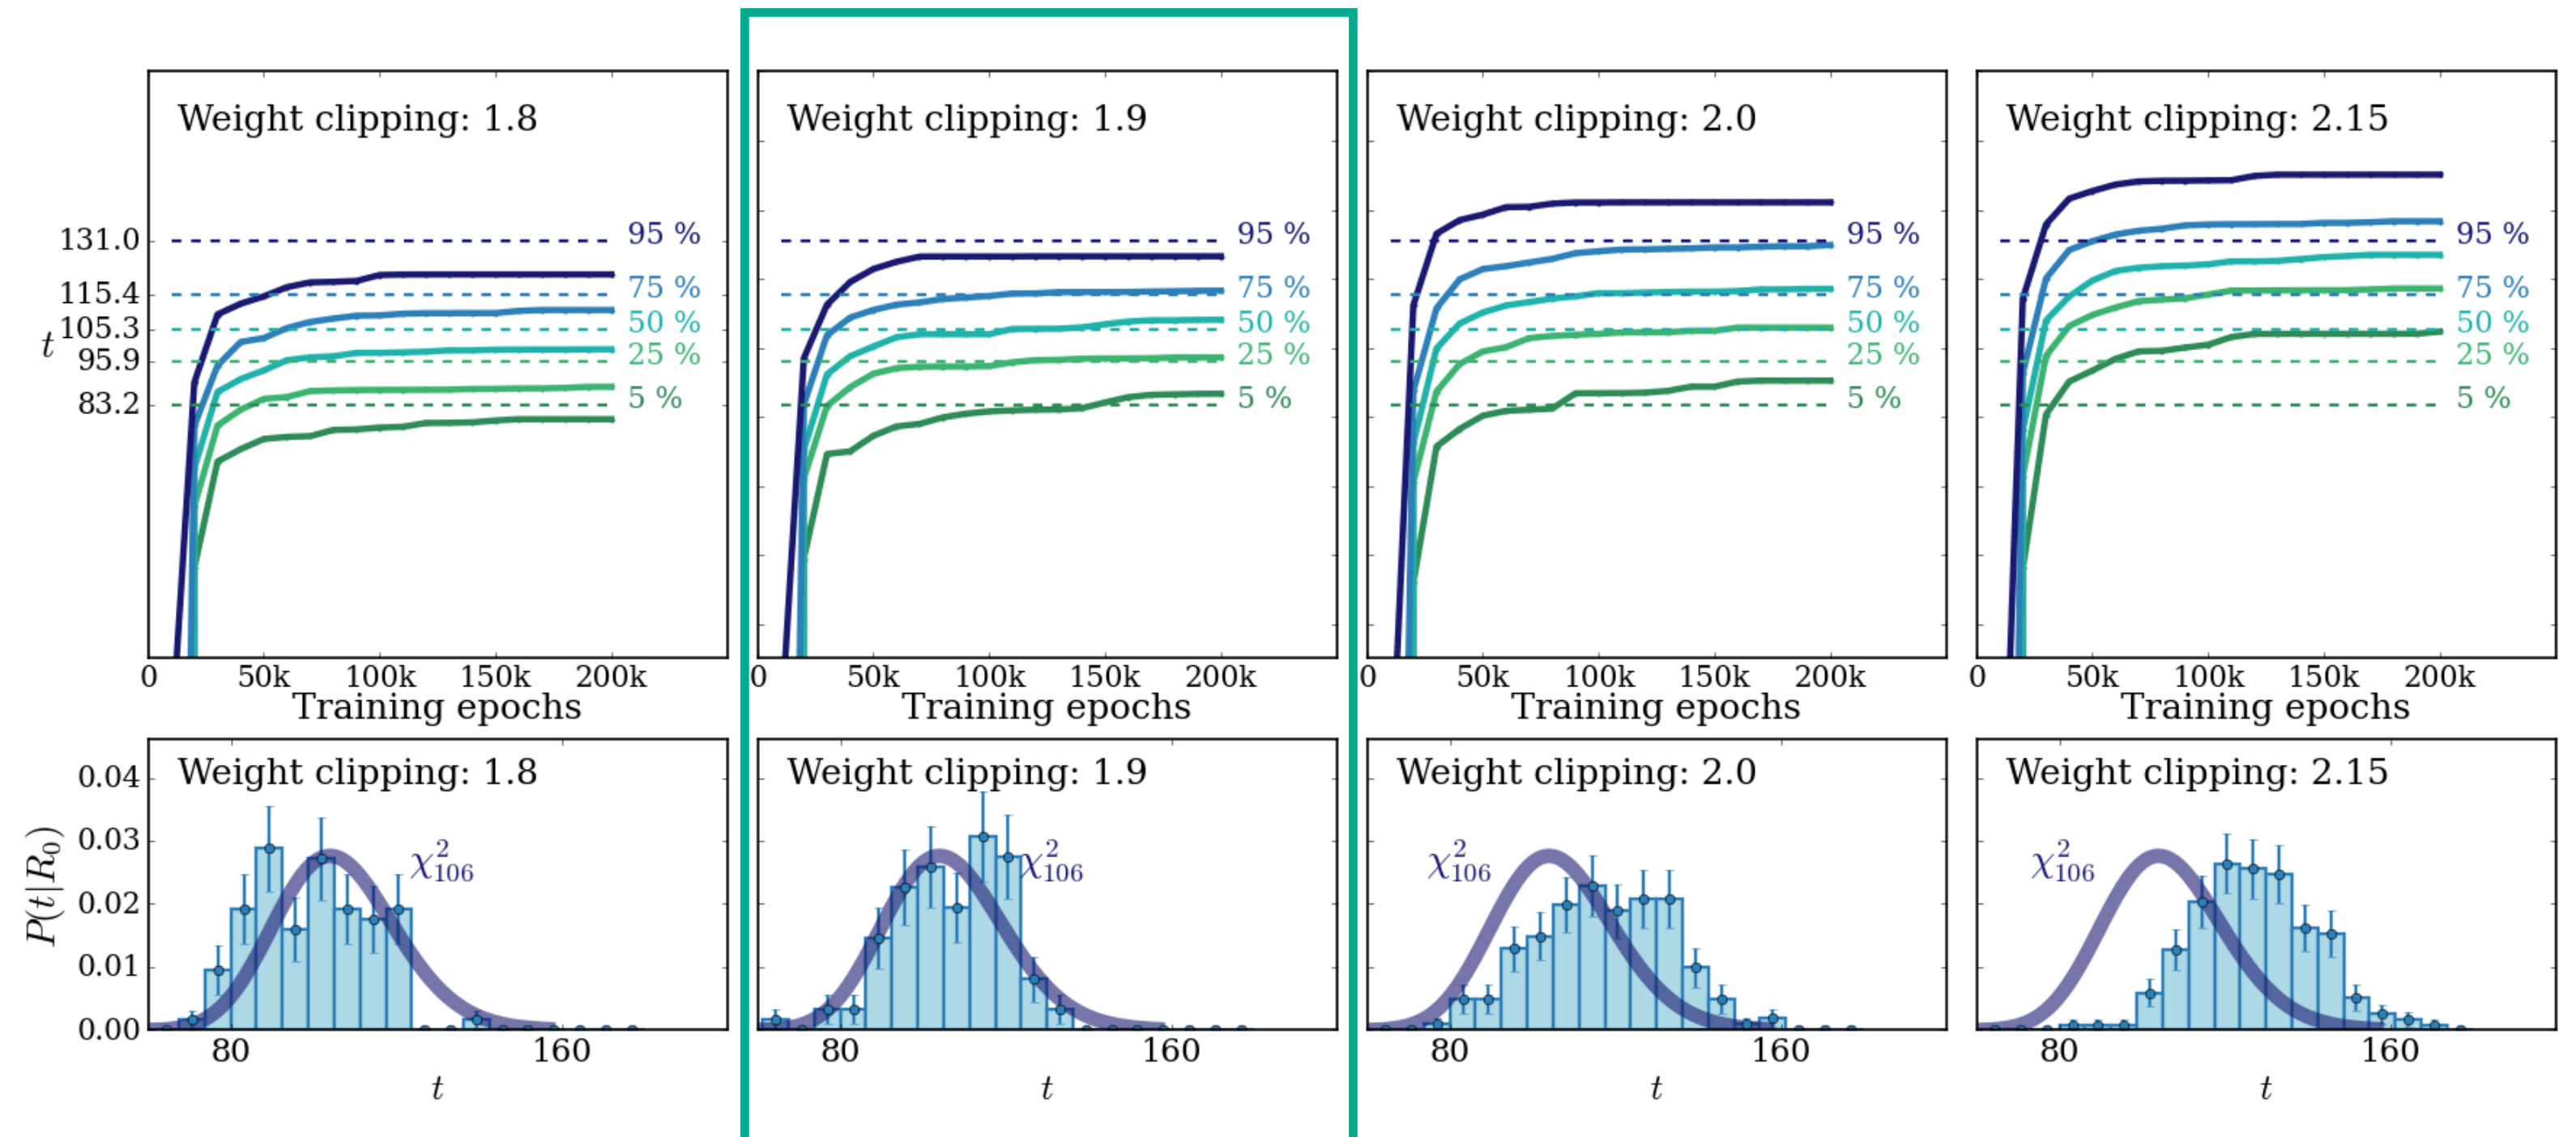 Weight clipping: 1.8
Weight clipping: 1.9
Weight clipping: 2.0
Weight clipping: 2.15
t
131.0
115.4
105.3
95.9
83.2
95 %
75 %
50 %
25 %
5 %
95 %
75 %
50 %
25 %
5 %
95 %
75 %
50 %
25 %
5 %
95 %
75 %
50 %
25 %
5 %
0 50k 100k 150k 200k
0 50k 100k 150k 200k
0 50k 100k 150k 200k
0 50k 100k 150k 200k
Training epochs
Training epochs
Training epochs
Training epochs
Weight clipping: 1.8
Weight clipping: 1.9
Weight clipping: 2.0
Weight clipping: 2.15
P(t|R₀)
0.04
0.03
0.02
0.01
0.00
χ²₁₀₆
χ²₁₀₆
χ²₁₀₆
χ²₁₀₆
80 160
80 160
80 160
80 160
t
t
t
t